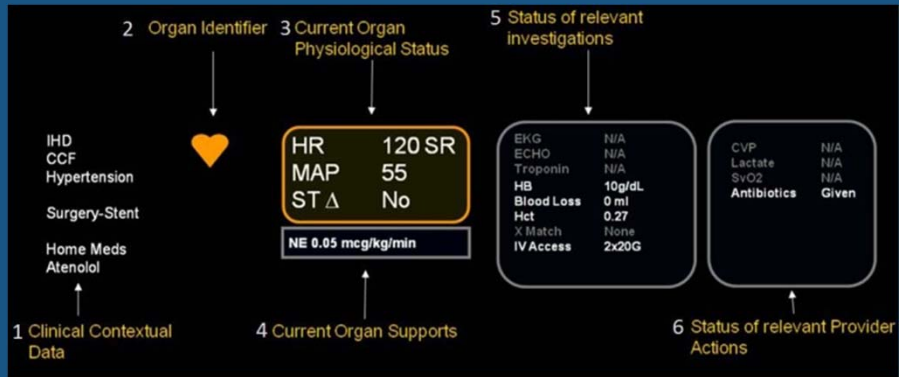 2 Organ Identifier
3 Current Organ
Physiological Status
5 Status of relevant
investigations
IHD
CCF
Hypertension
Surgery-Stent
Home Meds
Atenolol
HR 120 SR
MAP 55
ST Δ No
NE 0.05 mcg/kg/min
EKG N/A
ECHO N/A
Troponin N/A
HB 10g/dL
Blood Loss 0 ml
Hct 0.27
X Match None
IV Access 2x20G
CVP N/A
Lactate N/A
SvO2 N/A
Antibiotics Given
1 Clinical Contextual
Data
4 Current Organ Supports
6 Status of relevant Provider
Actions